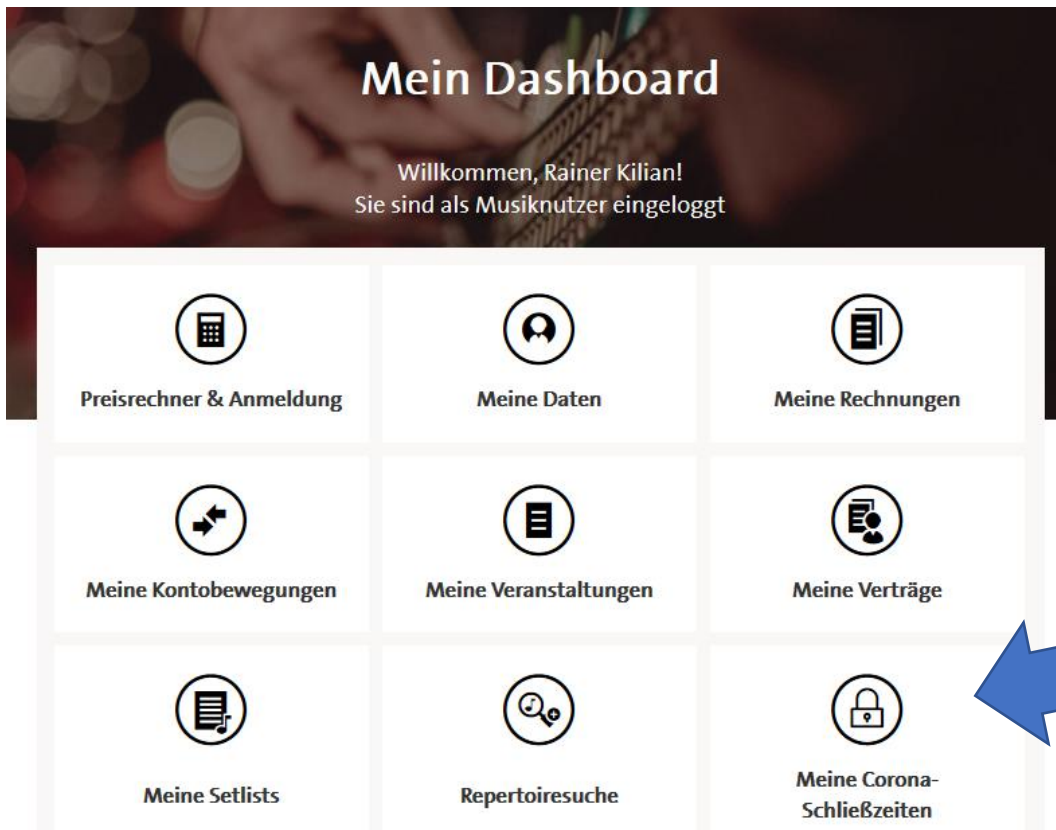 Mein Dashboard
Willkommen, Rainer Kilian!
Sie sind als Musiknutzer eingeloggt
Preisrechner & Anmeldung
Meine Daten
Meine Rechnungen
Meine Kontobewegungen
Meine Veranstaltungen
Meine Verträge
Meine Setlists
Repertoiresuche
Meine Corona-
Schließzeiten